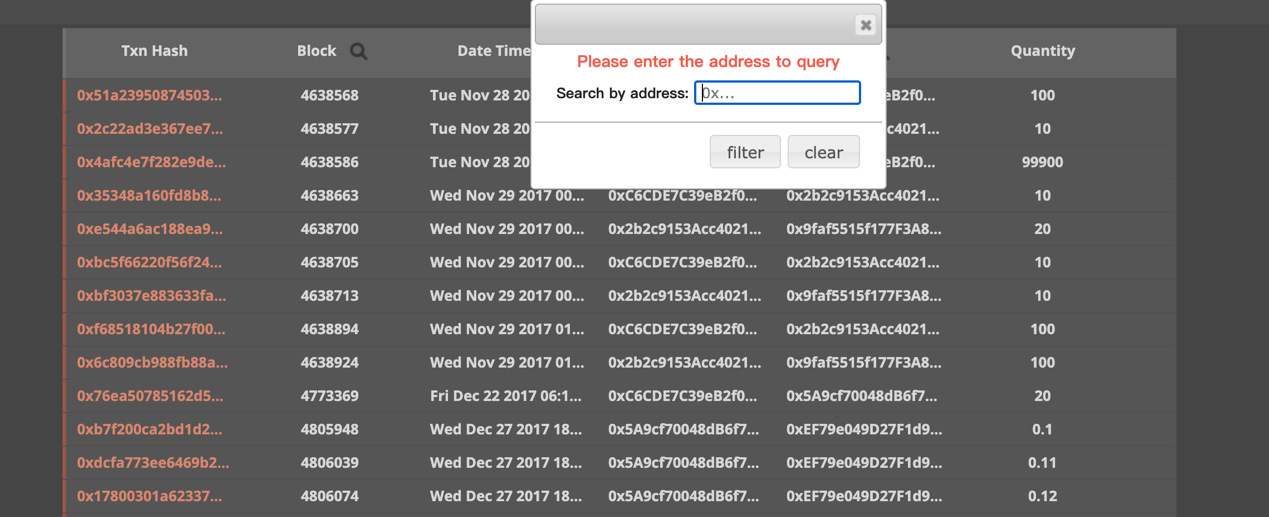 Txn Hash Block Date Time Quantity
Please enter the address to query
Search by address: 0x...
filter clear
0x51a23950874503... 4638568 Tue Nov 28 20 eB2f0... 100
0x2c22ad3e367ee7... 4638577 Tue Nov 28 20 c4021... 10
0x4afc4e7f282e9de... 4638586 Tue Nov 28 20 eB2f0... 99900
0x35348a160fd8b8... 4638663 Wed Nov 29 2017 00... 0xC6CDE7C39eB2f0... 0x2b2c9153Acc4021... 10
0xe544a6ac188ea9... 4638700 Wed Nov 29 2017 00... 0x2b2c9153Acc4021... 0x9faf5515f177F3A8... 20
0xbc5f66220f56f24... 4638705 Wed Nov 29 2017 00... 0xC6CDE7C39eB2f0... 0x2b2c9153Acc4021... 10
0xbf3037e883633fa... 4638713 Wed Nov 29 2017 00... 0x2b2c9153Acc4021... 0x9faf5515f177F3A8... 10
0xf68518104b27f00... 4638894 Wed Nov 29 2017 01... 0xC6CDE7C39eB2f0... 0x2b2c9153Acc4021... 100
0x6c809cb988fb88a... 4638924 Wed Nov 29 2017 01... 0x2b2c9153Acc4021... 0x9faf5515f177F3A8... 100
0x76ea50785162d5... 4773369 Fri Dec 22 2017 06:1... 0xC6CDE7C39eB2f0... 0x5A9cf70048dB6f7... 20
0xb7f200ca2bd1d2... 4805948 Wed Dec 27 2017 18... 0x5A9cf70048dB6f7... 0xEF79e049D27F1d9... 0.1
0xdcfa773ee6469b2... 4806039 Wed Dec 27 2017 18... 0x5A9cf70048dB6f7... 0xEF79e049D27F1d9... 0.11
0x17800301a62337... 4806074 Wed Dec 27 2017 18... 0x5A9cf70048dB6f7... 0xEF79e049D27F1d9... 0.12